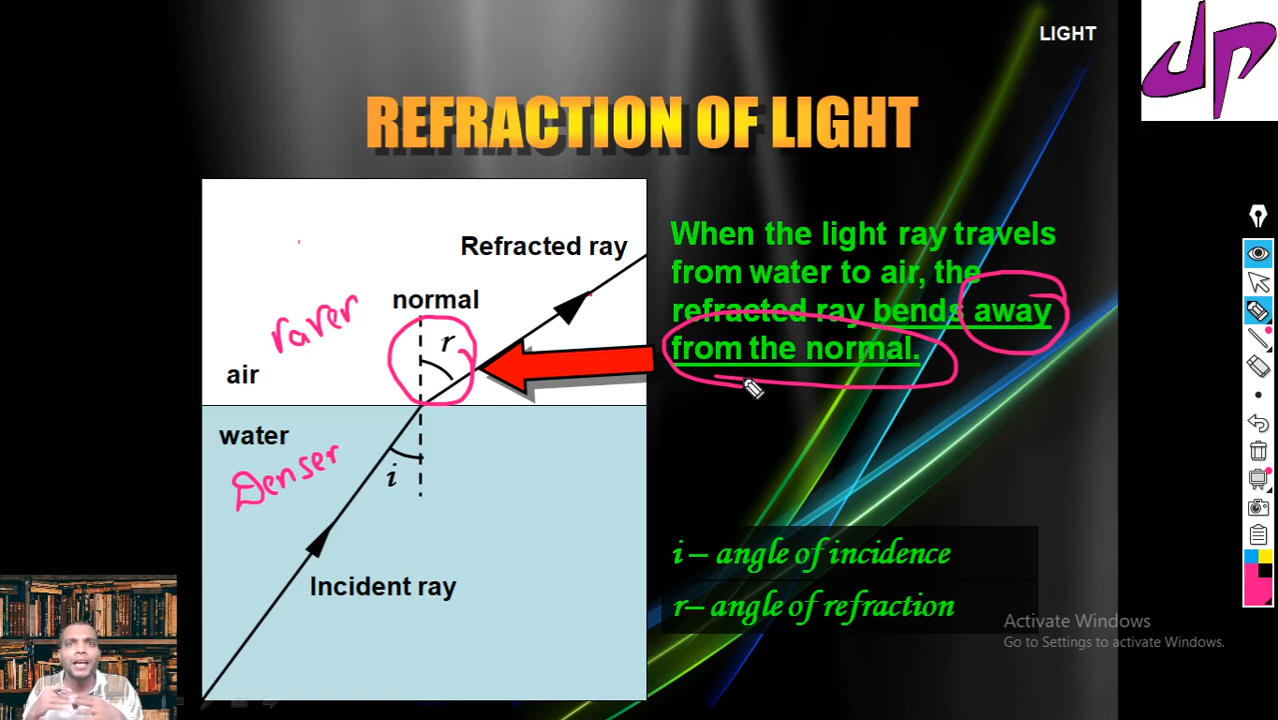 LIGHT
dp
REFRACTION OF LIGHT
Refracted ray
normal
r
rarer
air
water
Denser
i
Incident ray
When the light ray travels
from water to air, the
refracted ray bends away
from the normal.
i – angle of incidence
r– angle of refraction
Activate Windows
Go to Settings to activate Windows.